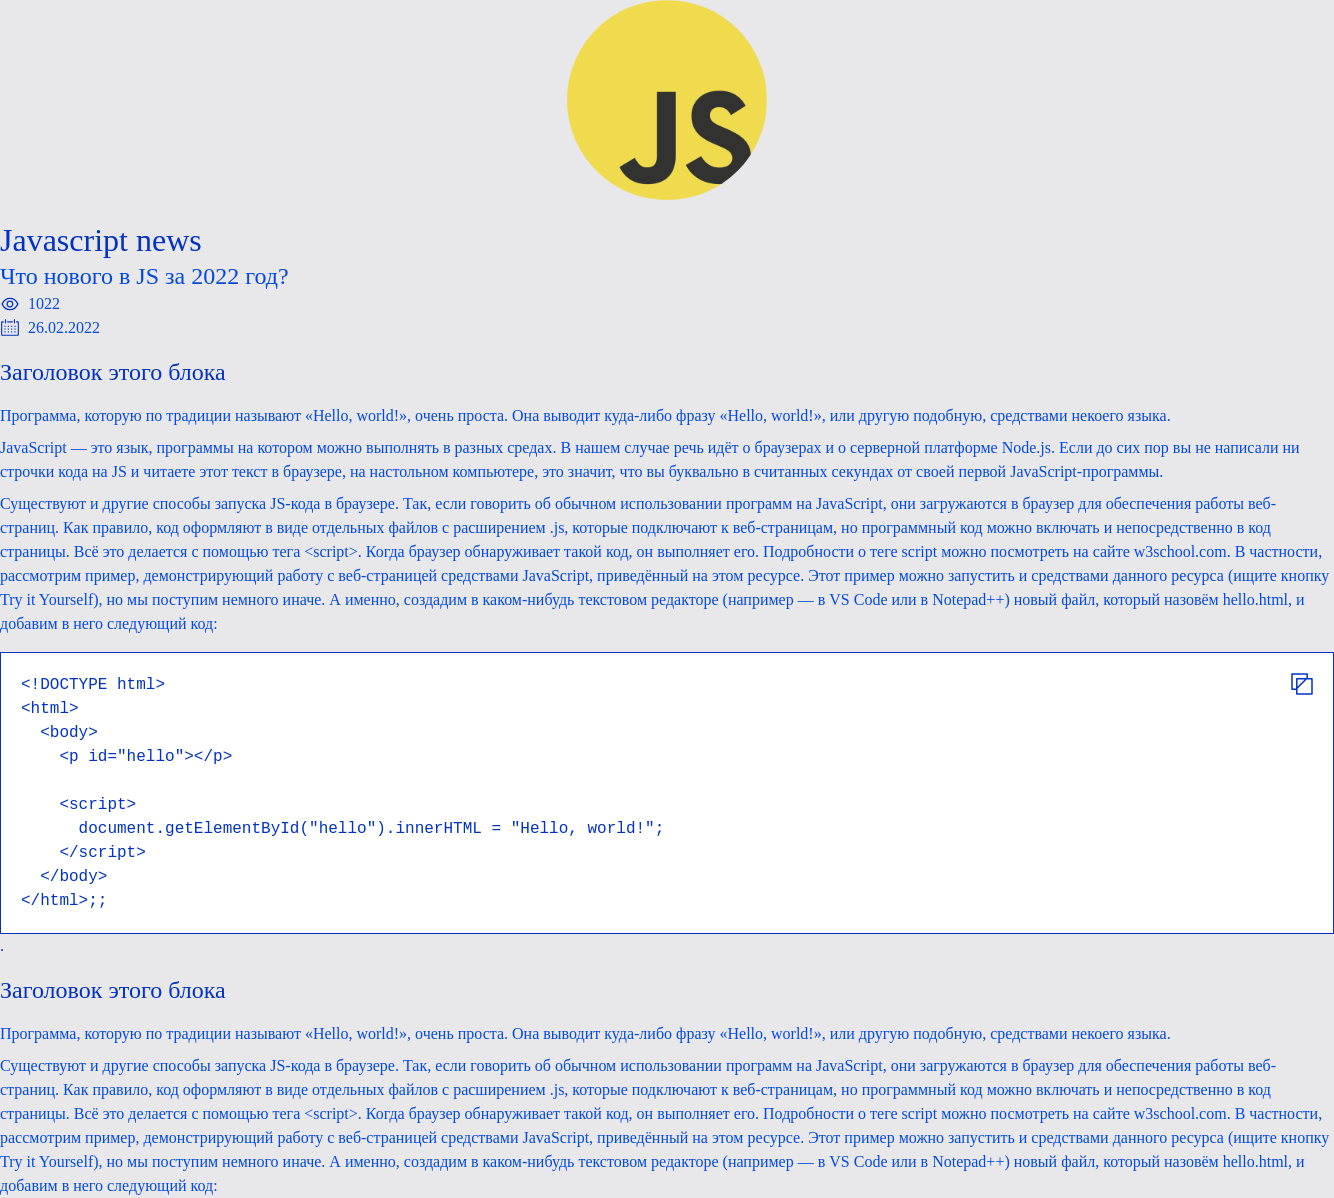 JS
Javascript news
Что нового в JS за 2022 год?
1022
26.02.2022
Заголовок этого блока
Программа, которую по традиции называют «Hello, world!», очень проста. Она выводит куда-либо фразу «Hello, world!», или другую подобную, средствами некоего языка.
JavaScript — это язык, программы на котором можно выполнять в разных средах. В нашем случае речь идёт о браузерах и о серверной платформе Node.js. Если до сих пор вы не написали ни
строчки кода на JS и читаете этот текст в браузере, на настольном компьютере, это значит, что вы буквально в считанных секундах от своей первой JavaScript-программы.
Существуют и другие способы запуска JS-кода в браузере. Так, если говорить об обычном использовании программ на JavaScript, они загружаются в браузер для обеспечения работы веб-
страниц. Как правило, код оформляют в виде отдельных файлов с расширением .js, которые подключают к веб-страницам, но программный код можно включать и непосредственно в код
страницы. Всё это делается с помощью тега <script>. Когда браузер обнаруживает такой код, он выполняет его. Подробности о теге script можно посмотреть на сайте w3school.com. В частности,
рассмотрим пример, демонстрирующий работу с веб-страницей средствами JavaScript, приведённый на этом ресурсе. Этот пример можно запустить и средствами данного ресурса (ищите кнопку
Try it Yourself), но мы поступим немного иначе. А именно, создадим в каком-нибудь текстовом редакторе (например — в VS Code или в Notepad++) новый файл, который назовём hello.html, и
добавим в него следующий код:
<!DOCTYPE html>
<html>
  <body>
    <p id="hello"></p>
    <script>
      document.getElementById("hello").innerHTML = "Hello, world!";
    </script>
  </body>
</html>;;
.
Заголовок этого блока
Программа, которую по традиции называют «Hello, world!», очень проста. Она выводит куда-либо фразу «Hello, world!», или другую подобную, средствами некоего языка.
Существуют и другие способы запуска JS-кода в браузере. Так, если говорить об обычном использовании программ на JavaScript, они загружаются в браузер для обеспечения работы веб-
страниц. Как правило, код оформляют в виде отдельных файлов с расширением .js, которые подключают к веб-страницам, но программный код можно включать и непосредственно в код
страницы. Всё это делается с помощью тега <script>. Когда браузер обнаруживает такой код, он выполняет его. Подробности о теге script можно посмотреть на сайте w3school.com. В частности,
рассмотрим пример, демонстрирующий работу с веб-страницей средствами JavaScript, приведённый на этом ресурсе. Этот пример можно запустить и средствами данного ресурса (ищите кнопку
Try it Yourself), но мы поступим немного иначе. А именно, создадим в каком-нибудь текстовом редакторе (например — в VS Code или в Notepad++) новый файл, который назовём hello.html, и
добавим в него следующий код: